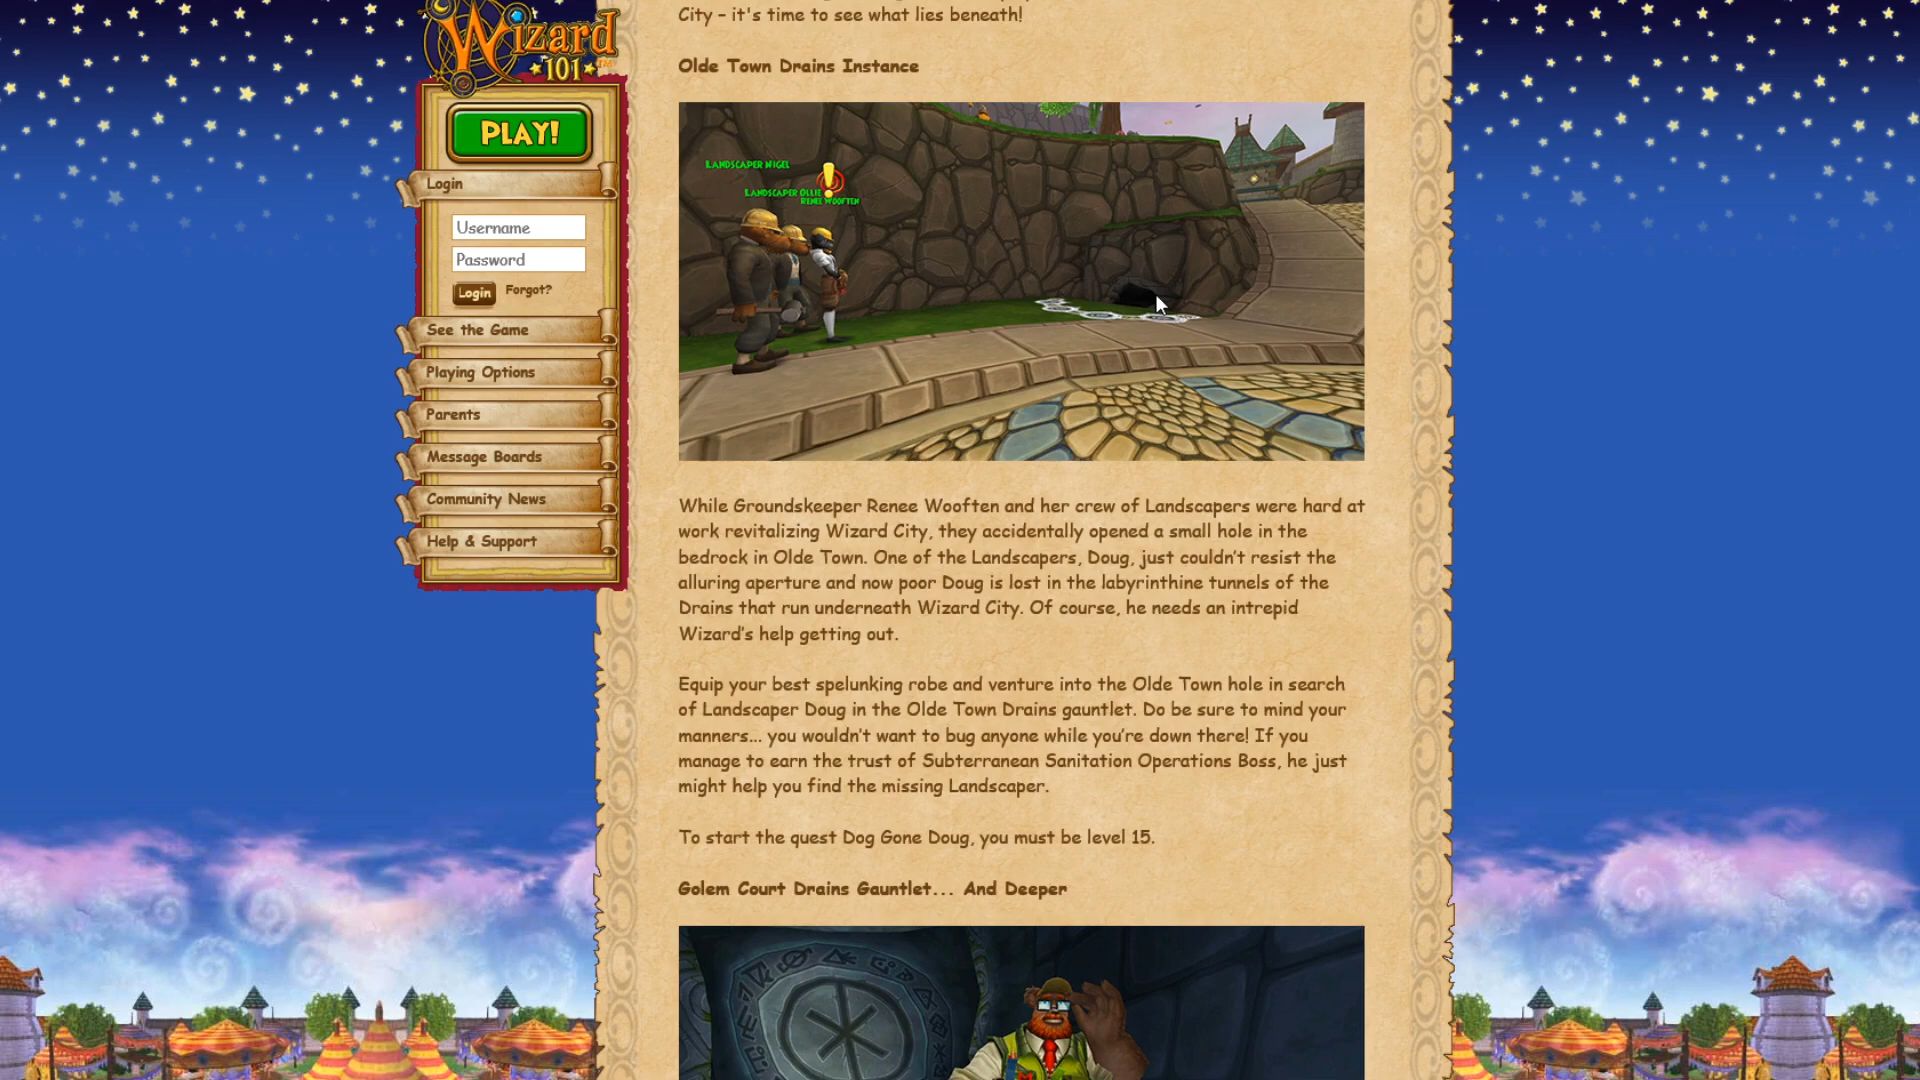 Wizard
101
TM
PLAY!
Login
Username
Password
Login Forgot?
See the Game
Playing Options
Parents
Message Boards
Community News
Help & Support
City – it's time to see what lies beneath!
Olde Town Drains Instance
LANDSCAPER NIGEL
LANDSCAPER OLLIE
RENEE WOOFTEN
While Groundskeeper Renee Wooften and her crew of Landscapers were hard at
work revitalizing Wizard City, they accidentally opened a small hole in the
bedrock in Olde Town. One of the Landscapers, Doug, just couldn’t resist the
alluring aperture and now poor Doug is lost in the labyrinthine tunnels of the
Drains that run underneath Wizard City. Of course, he needs an intrepid
Wizard’s help getting out.
Equip your best spelunking robe and venture into the Olde Town hole in search
of Landscaper Doug in the Olde Town Drains gauntlet. Do be sure to mind your
manners... you wouldn’t want to bug anyone while you’re down there! If you
manage to earn the trust of Subterranean Sanitation Operations Boss, he just
might help you find the missing Landscaper.
To start the quest Dog Gone Doug, you must be level 15.
Golem Court Drains Gauntlet... And Deeper